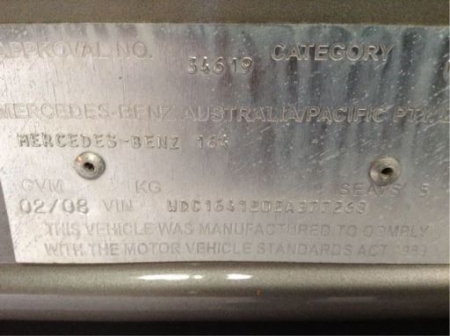 APPROVAL NO. 34619 CATEGORY
MERCEDES-BENZ AUSTRALIA/PACIFIC PTY
MERCEDES-BENZ 164
CVM KG SEATS 5
02/08 VIN
THIS VEHICLE WAS MANUFACTURED TO COMPLY
WITH THE MOTOR VEHICLE STANDARDS ACT 1989